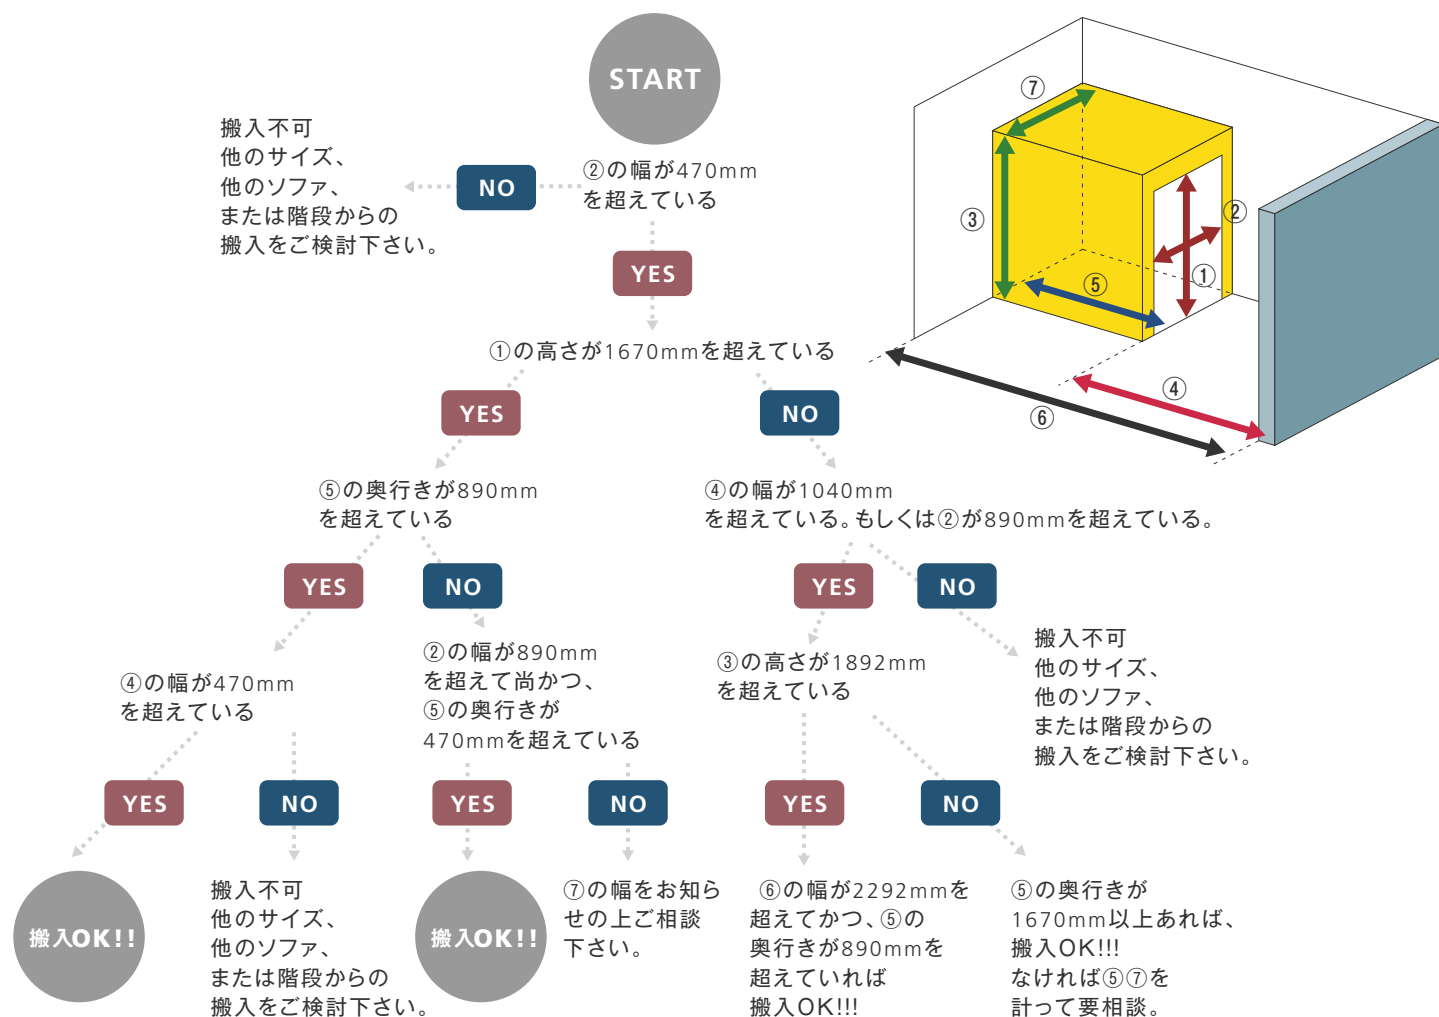 START
②の幅が470mm
を超えている
NO
搬入不可
他のサイズ、
他のソファ、
または階段からの
搬入をご検討下さい。
YES
①の高さが1670mmを超えている
YES
NO
⑤の奥行きが890mm
を超えている
④の幅が1040mm
を超えている。もしくは②が890mmを超えている。
YES
NO
YES
NO
④の幅が470mm
を超えている
②の幅が890mm
を超えて尚かつ、
⑤の奥行きが
470mmを超えている
③の高さが1892mm
を超えている
搬入不可
他のサイズ、
他のソファ、
または階段からの
搬入をご検討下さい。
YES
NO
YES
NO
YES
NO
搬入OK!!
搬入不可
他のサイズ、
他のソファ、
または階段からの
搬入をご検討下さい。
搬入OK!!
⑦の幅をお知ら
せの上ご相談
下さい。
⑥の幅が2292mmを
超えてかつ、⑤の
奥行きが890mmを
超えていれば
搬入OK!!!
⑤の奥行きが
1670mm以上あれば、
搬入OK!!!
なければ⑤⑦を
計って要相談。
⑦
③
②
①
⑤
④
⑥